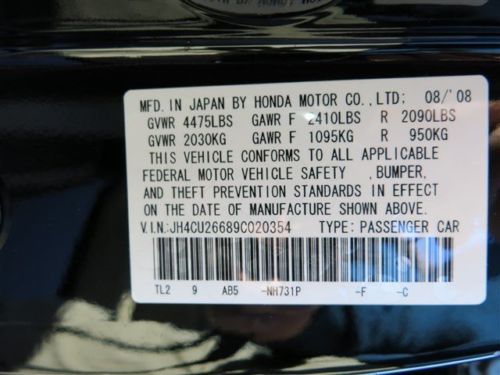 MFD.IN JAPAN BY HONDA MOTOR CO.,LTD: 08/'08
GVWR 4475LBS GAWR F 2410LBS R 2090LBS
GVWR 2030KG GAWR F 1095KG R 950KG
THIS VEHICLE CONFORMS TO ALL APPLICABLE
FEDERAL MOTOR VEHICLE SAFETY ,BUMPER,
AND THEFT PREVENTION STANDARDS IN EFFECT
ON THE DATE OF MANUFACTURE SHOWN ABOVE.
V.I.N:JH4CU26689C020354 TYPE: PASSENGER CAR
TL2 9 AB5 -NH731P -F -C